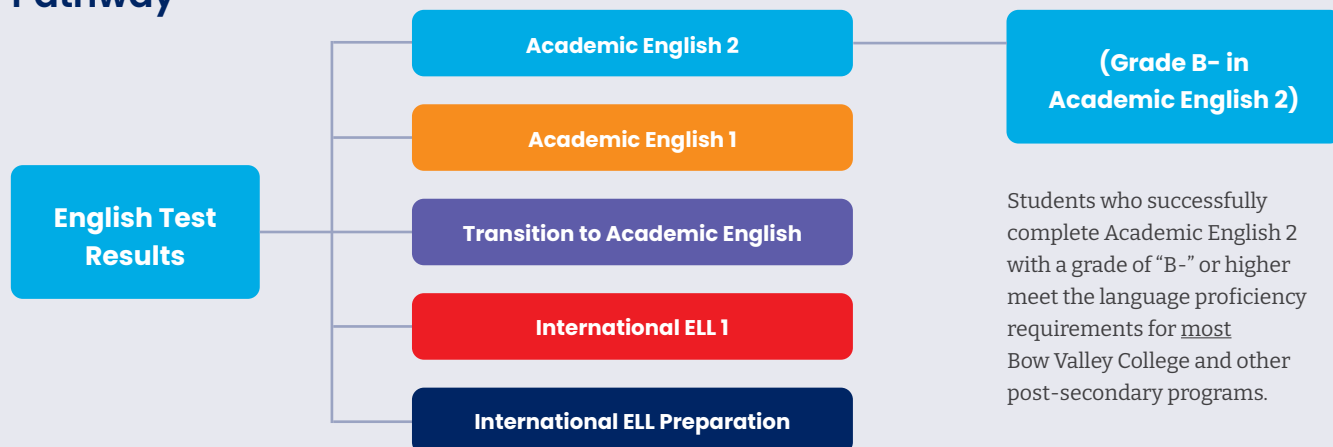 Pathway
English Test
Results
Academic English 2
Academic English 1
Transition to Academic English
International ELL 1
International ELL Preparation
(Grade B- in
Academic English 2)
Students who successfully
complete Academic English 2
with a grade of “B-” or higher
meet the language proficiency
requirements for most
Bow Valley College and other
post-secondary programs.